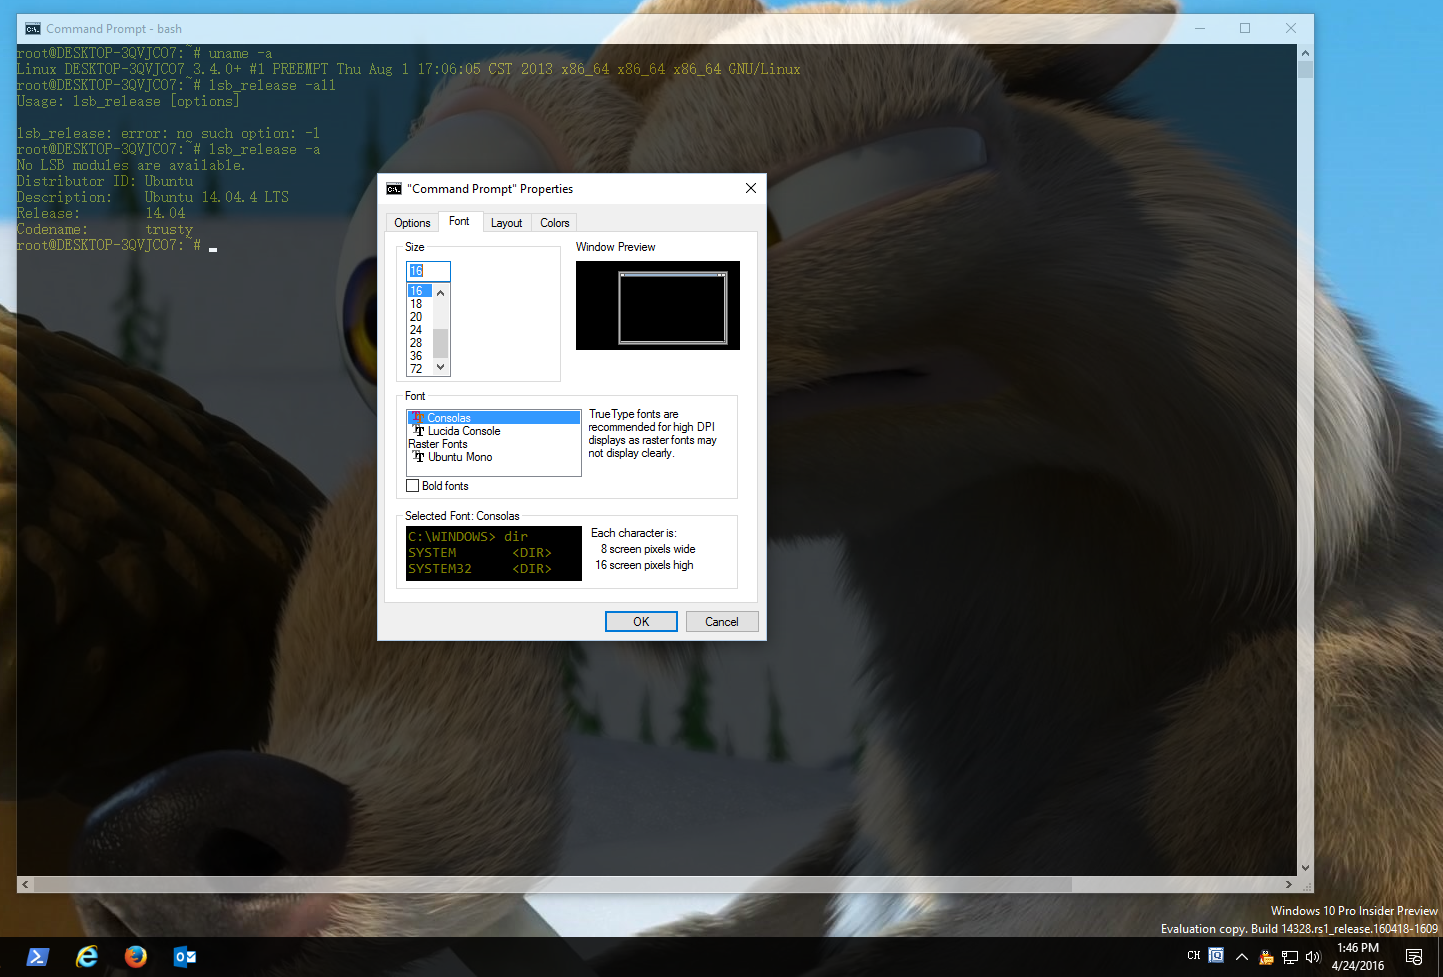 Command Prompt - bash
root@DESKTOP-3QVJCO7:~# uname -a
Linux DESKTOP-3QVJCO7 3.4.0+ #1 PREEMPT Thu Aug 1 17:06:05 CST 2013 x86_64 x86_64 x86_64 GNU/Linux
root@DESKTOP-3QVJCO7:~# lsb_release -all
Usage: lsb_release [options]
lsb_release: error: no such option: -l
root@DESKTOP-3QVJCO7:~# lsb_release -a
No LSB modules are available.
Distributor ID: Ubuntu
Description: Ubuntu 14.04.4 LTS
Release: 14.04
Codename: trusty
root@DESKTOP-3QVJCO7:~#
"Command Prompt" Properties
Options Font Layout Colors
Size
16
16
18
20
24
28
36
72
Window Preview
Font
Consolas
Lucida Console
Raster Fonts
Ubuntu Mono
TrueType fonts are
recommended for high DPI
displays as raster fonts may
not display clearly.
Bold fonts
Selected Font: Consolas
C:\WINDOWS> dir
SYSTEM <DIR>
SYSTEM32 <DIR>
Each character is:
8 screen pixels wide
16 screen pixels high
OK Cancel
Windows 10 Pro Insider Preview
Evaluation copy. Build 14328.rs1_release.160418-1609
CH
1:46 PM
4/24/2016